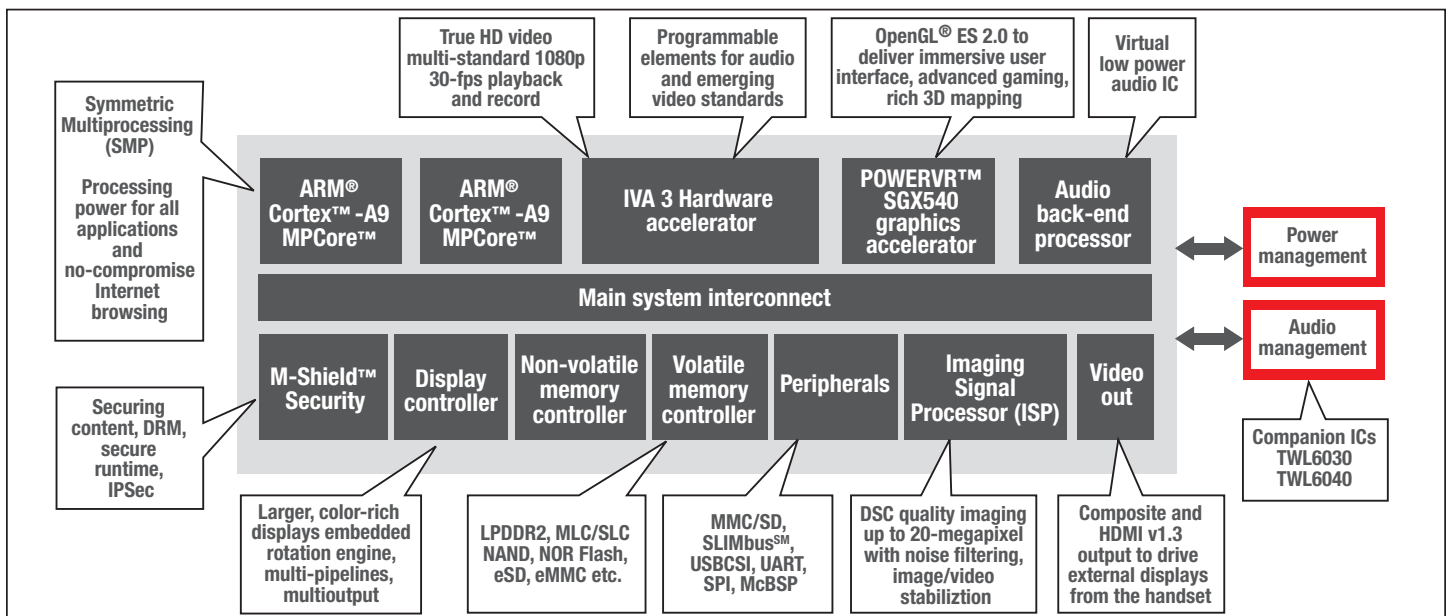 True HD video
multi-standard 1080p
30-fps playback
and record
Programmable
elements for audio
and emerging
video standards
OpenGL® ES 2.0 to
deliver immersive user
interface, advanced gaming,
rich 3D mapping
Virtual
low power
audio IC
Symmetric
Multiprocessing
(SMP)
Processing
power for all
applications
and
no-compromise
Internet
browsing
ARM®
Cortex™ -A9
MPCore™
ARM®
Cortex™ -A9
MPCore™
IVA 3 Hardware
accelerator
POWERVR™
SGX540
graphics
accelerator
Audio
back-end
processor
Power
management
Main system interconnect
Audio
management
M-Shield™
Security
Display
controller
Non-volatile
memory
controller
Volatile
memory
controller
Peripherals
Imaging
Signal
Processor (ISP)
Video
out
Securing
content, DRM,
secure
runtime,
IPSec
Companion ICs
TWL6030
TWL6040
Larger, color-rich
displays embedded
rotation engine,
multi-pipelines,
multioutput
LPDDR2, MLC/SLC
NAND, NOR Flash,
eSD, eMMC etc.
MMC/SD,
SLIMbus℠,
USBCSI, UART,
SPI, McBSP
DSC quality imaging
up to 20-megapixel
with noise filtering,
image/video
stabiliztion
Composite and
HDMI v1.3
output to drive
external displays
from the handset